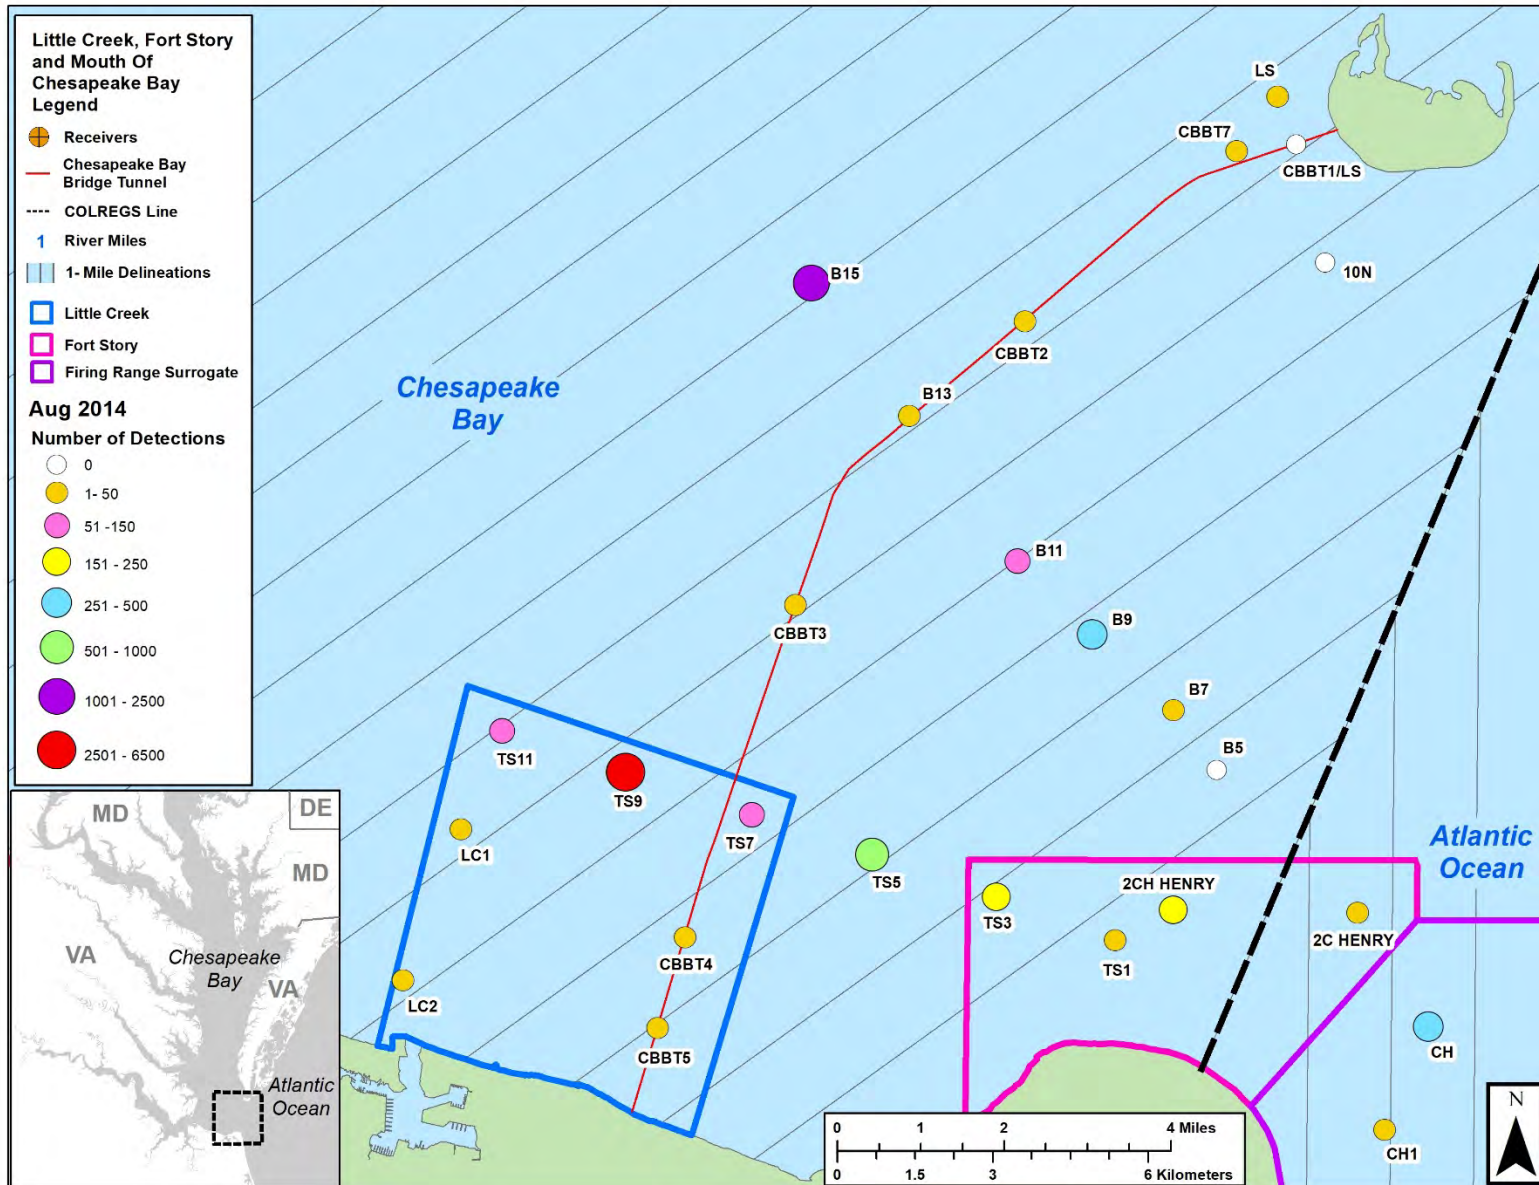 Little Creek, Fort Story
and Mouth Of
Chesapeake Bay
Legend
Receivers
Chesapeake Bay
Bridge Tunnel
COLREGS Line
1 River Miles
1- Mile Delineations
Little Creek
Fort Story
Firing Range Surrogate
Aug 2014
Number of Detections
0
1- 50
51 -150
151 - 250
251 - 500
501 - 1000
1001 - 2500
2501 - 6500
LS
CBBT7
CBBT1/LS
10N
B15
CBBT2
Chesapeake
Bay
B13
B11
CBBT3
B9
B7
B5
TS11
TS9
TS7
LC1
TS5
Atlantic
Ocean
2CH HENRY
TS3
TS1
2C HENRY
CBBT4
LC2
CBBT5
CH
CH1
MD
DE
MD
VA
Chesapeake
Bay
VA
Atlantic
Ocean
0 1 2 4 Miles
0 1.5 3 6 Kilometers
N